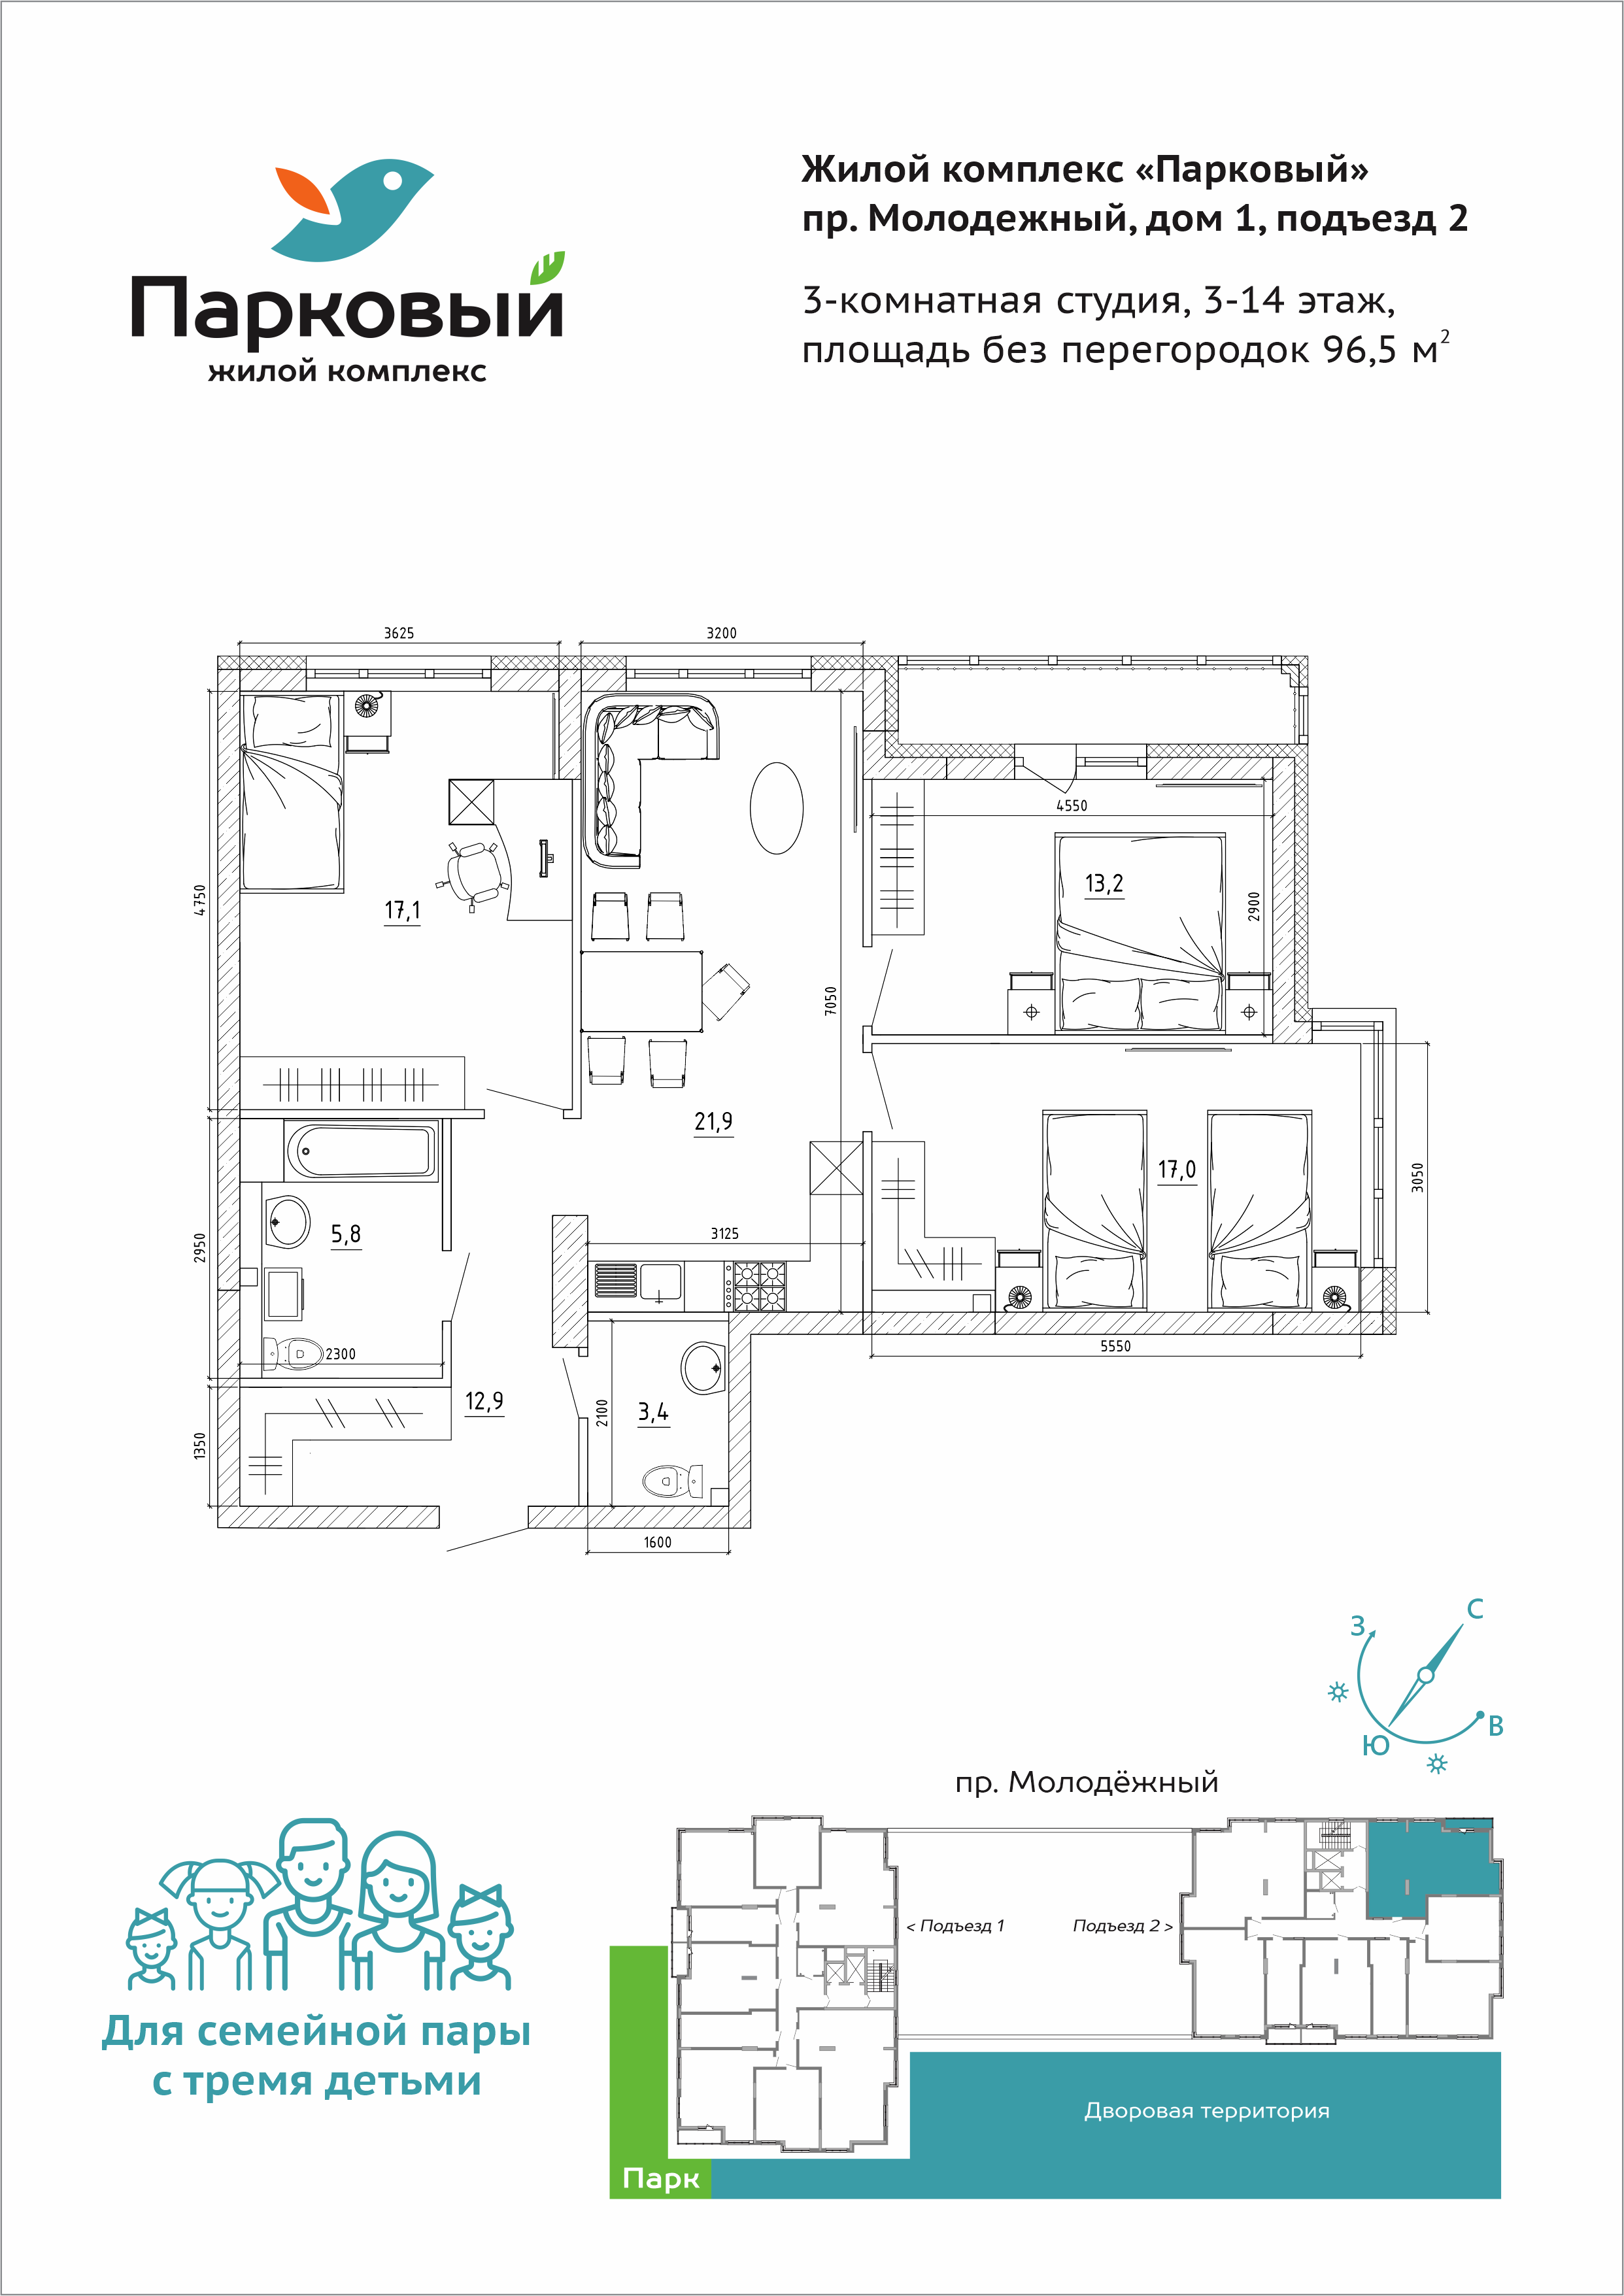 Парковый
жилой комплекс
Жилой комплекс «Парковый»
пр. Молодежный, дом 1, подъезд 2
3-комнатная студия, 3-14 этаж,
площадь без перегородок 96,5 м²
3625
3200
4550
4750
17,1
13,2
2900
7050
21,9
17,0
3050
5,8
2950
3125
2300
5550
12,9
3,4
2100
1350
1600
С
З
В
Ю
пр. Молодёжный
< Подъезд 1
Подъезд 2 >
Для семейной пары
с тремя детьми
Дворовая территория
Парк